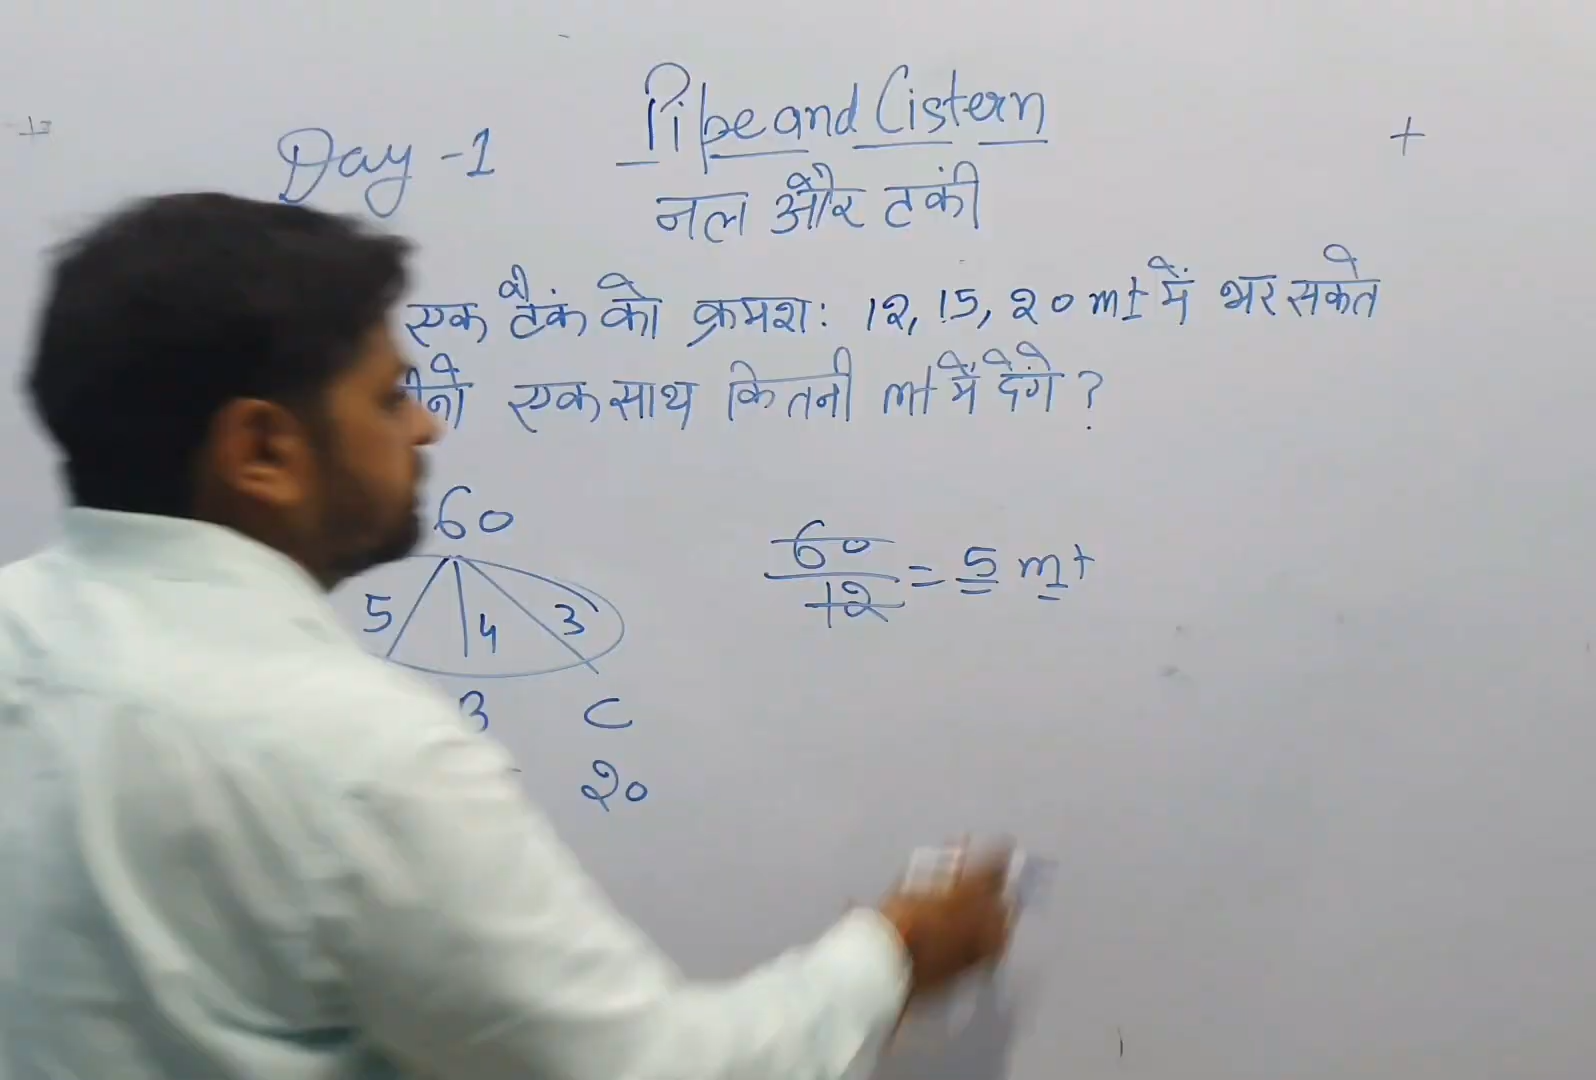 Pipe and Cistern
Day -1
नल और टकीं
एक टैंक को क्रमश: 12, 15, 20 mt में भर सकते
एक साथ कितनी mt में देंगे ?
60
60
12 = 5 mt
5 4 3
C
20